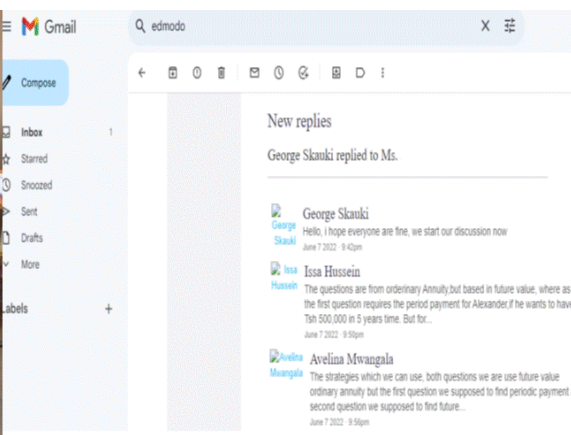 Gmail
edmodo
Compose
Inbox 1
Starred
Snoozed
Sent
Drafts
More
Labels
New replies
George Skauki replied to Ms.
George Skauki
George Skauki
Hello, i hope everyone are fine, we start our discussion now
June 7 2022 · 9:42pm
Issa Hussein
Issa Hussein
The questions are from orderinary Annuity,but based in future value, where as
the first question requires the period payment for Alexander,if he wants to have
Tsh 500,000 in 5 years time. But for...
June 7 2022 · 9:50pm
Avelina Mwangala
Avelina Mwangala
The strategies which we can use, both questions we are use future value
ordinary annuity but the first question we supposed to find periodic payment
second question we supposed to find future...
June 7 2022 · 9:56pm